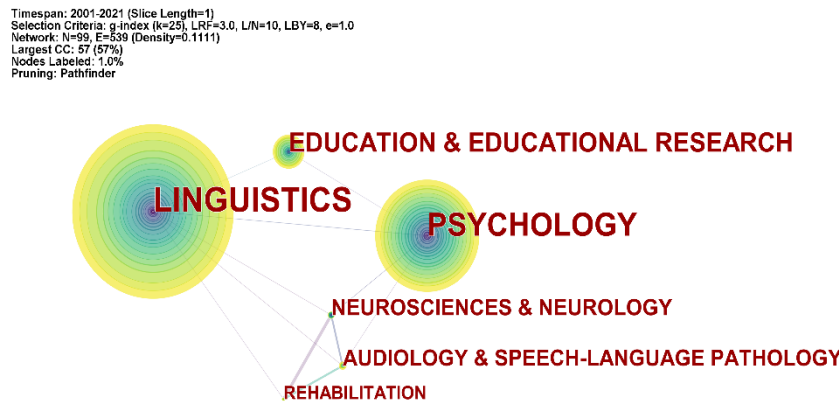 Timespan: 2001-2021 (Slice Length=1)
Selection Criteria: g-index (k=25), LRF=3.0, L/N=10, LBY=8, e=1.0
Network: N=99, E=539 (Density=0.1111)
Largest CC: 57 (57%)
Nodes Labeled: 1.0%
Pruning: Pathfinder
EDUCATION & EDUCATIONAL RESEARCH
LINGUISTICS
PSYCHOLOGY
NEUROSCIENCES & NEUROLOGY
AUDIOLOGY & SPEECH-LANGUAGE PATHOLOGY
REHABILITATION